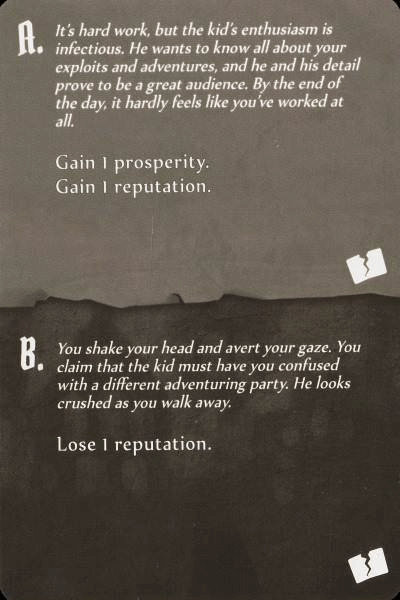 A.
It's hard work, but the kid's enthusiasm is
infectious. He wants to know all about your
exploits and adventures, and he and his detail
prove to be a great audience. By the end of
the day, it hardly feels like you've worked at
all.
Gain 1 prosperity.
Gain 1 reputation.
B.
You shake your head and avert your gaze. You
claim that the kid must have you confused
with a different adventuring party. He looks
crushed as you walk away.
Lose 1 reputation.